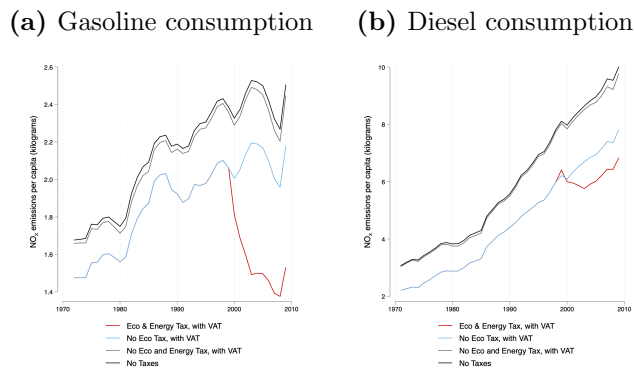 (a) Gasoline consumption
2.6
2.4
2.2
2.0
1.8
1.6
1.4
NOx emissions per capita (kilograms)
1970 1980 1990 2000 2010
Eco & Energy Tax, with VAT
No Eco Tax, with VAT
No Eco and Energy Tax, with VAT
No Taxes
(b) Diesel consumption
10
8
6
4
2
NOx emissions per capita (kilograms)
1970 1980 1990 2000 2010
Eco & Energy Tax, with VAT
No Eco Tax, with VAT
No Eco and Energy Tax, with VAT
No Taxes